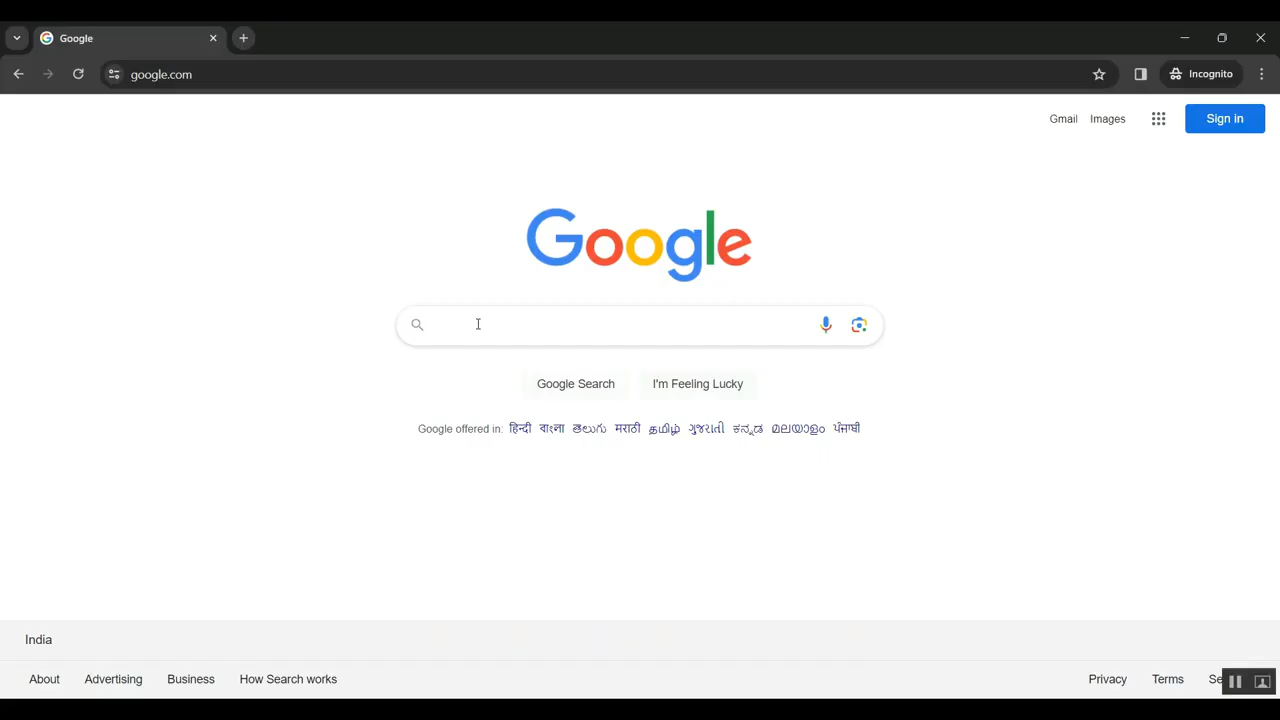 Google
google.com
Incognito
Gmail Images Sign in
Google
Google Search I'm Feeling Lucky
Google offered in: हिन्दी বাংলা తెలుగు मराठी தமிழ் ગુજરાતી ಕನ್ನಡ മലയാളം ਪੰਜਾਬੀ
India
About Advertising Business How Search works Privacy Terms Se